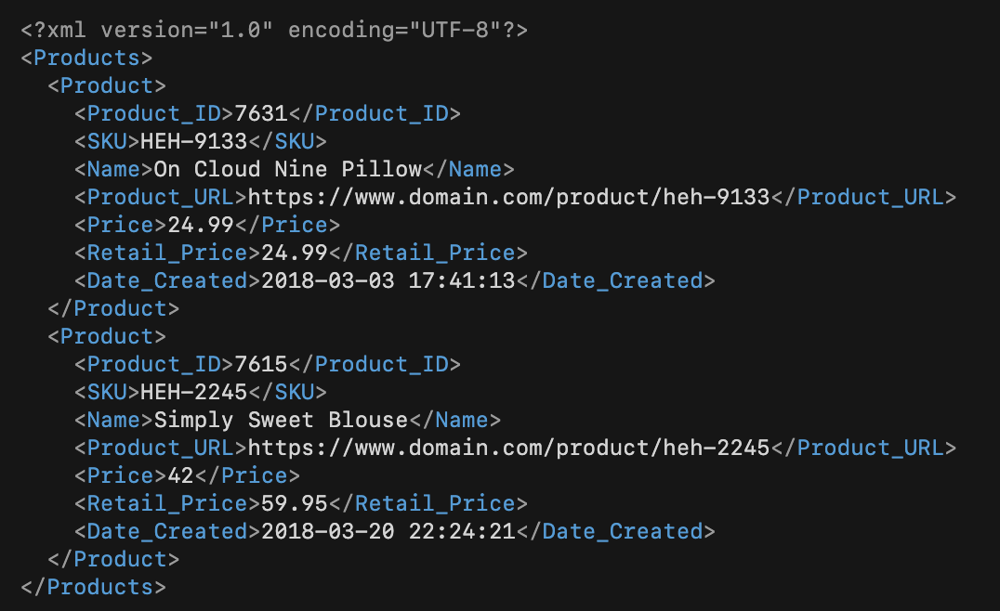 <?xml version="1.0" encoding="UTF-8"?>
<Products>
  <Product>
    <Product_ID>7631</Product_ID>
    <SKU>HEH-9133</SKU>
    <Name>On Cloud Nine Pillow</Name>
    <Product_URL>https://www.domain.com/product/heh-9133</Product_URL>
    <Price>24.99</Price>
    <Retail_Price>24.99</Retail_Price>
    <Date_Created>2018-03-03 17:41:13</Date_Created>
  </Product>
  <Product>
    <Product_ID>7615</Product_ID>
    <SKU>HEH-2245</SKU>
    <Name>Simply Sweet Blouse</Name>
    <Product_URL>https://www.domain.com/product/heh-2245</Product_URL>
    <Price>42</Price>
    <Retail_Price>59.95</Retail_Price>
    <Date_Created>2018-03-20 22:24:21</Date_Created>
  </Product>
</Products>